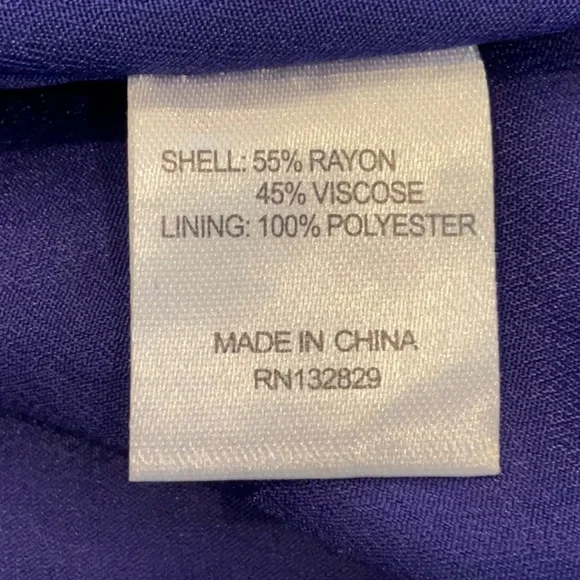 SHELL: 55% RAYON
45% VISCOSE
LINING: 100% POLYESTER
MADE IN CHINA
RN132829